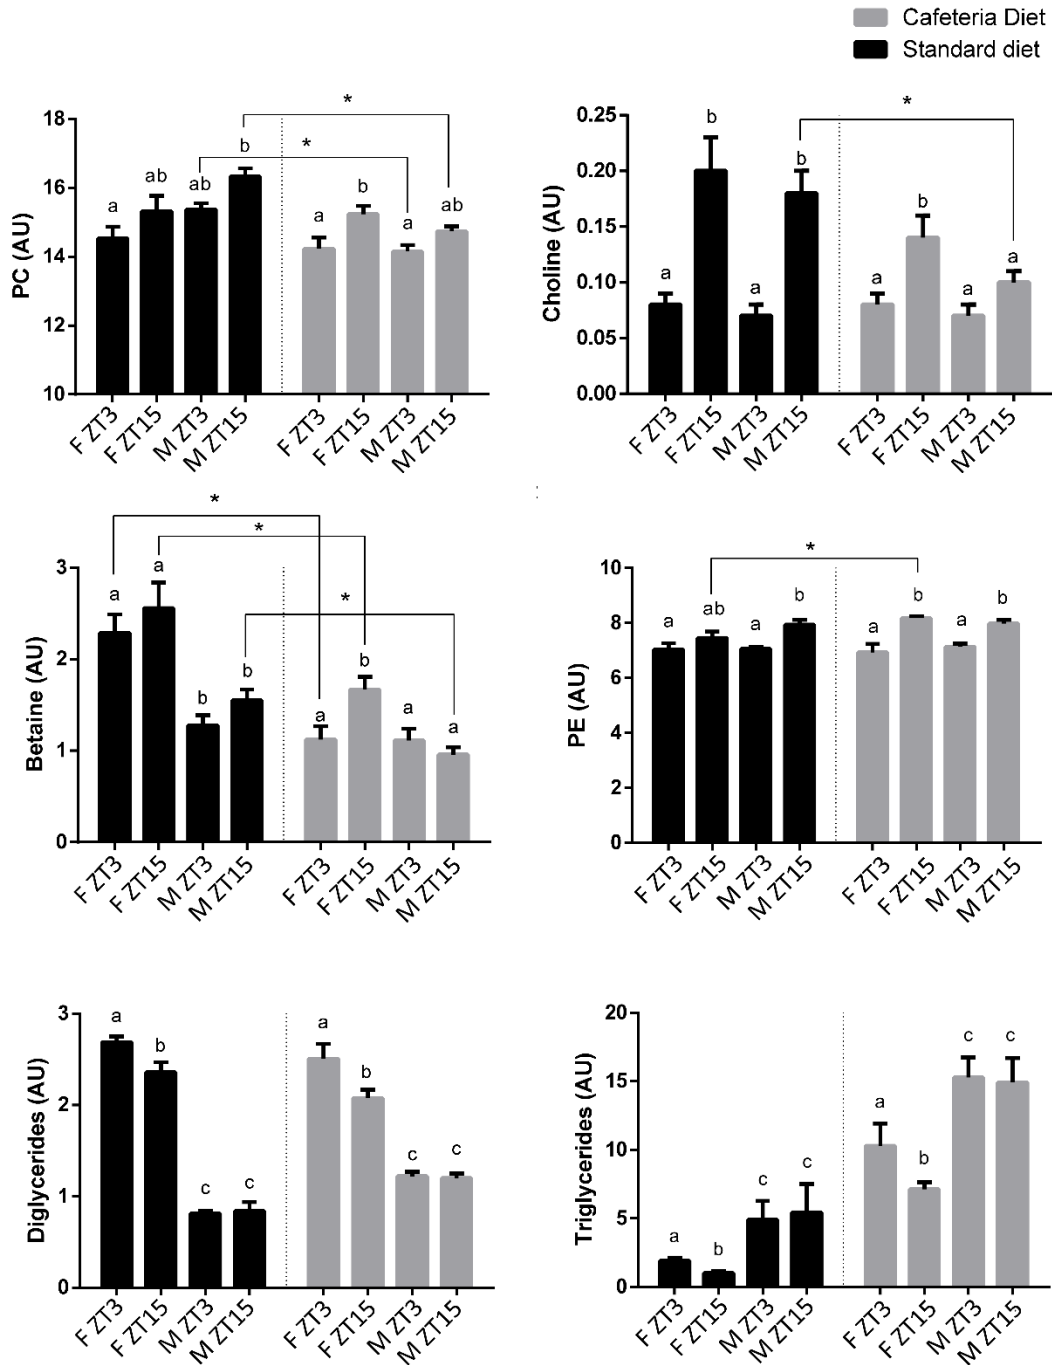 Cafeteria Diet
Standard diet
PC (AU)
18
16
14
12
10
a
ab
ab
b
a
b
a
ab
*
*
F ZT3
F ZT15
M ZT3
M ZT15
F ZT3
F ZT15
M ZT3
M ZT15
Choline (AU)
0.25
0.20
0.15
0.10
0.05
0.00
a
b
a
b
a
b
a
a
*
F ZT3
F ZT15
M ZT3
M ZT15
F ZT3
F ZT15
M ZT3
M ZT15
Betaine (AU)
3
2
1
0
a
a
b
b
a
b
a
a
*
*
*
F ZT3
F ZT15
M ZT3
M ZT15
F ZT3
F ZT15
M ZT3
M ZT15
:
PE (AU)
10
8
6
4
2
0
a
ab
a
b
a
b
a
b
*
F ZT3
F ZT15
M ZT3
M ZT15
F ZT3
F ZT15
M ZT3
M ZT15
Diglycerides (AU)
3
2
1
0
a
b
c
c
a
b
c
c
F ZT3
F ZT15
M ZT3
M ZT15
F ZT3
F ZT15
M ZT3
M ZT15
Triglycerides (AU)
20
15
10
5
0
a
b
c
c
a
b
c
c
F ZT3
F ZT15
M ZT3
M ZT15
F ZT3
F ZT15
M ZT3
M ZT15